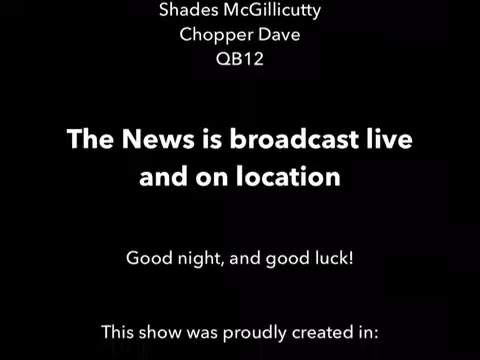 Shades McGillicutty
Chopper Dave
QB12
The News is broadcast live
and on location
Good night, and good luck!
This show was proudly created in: